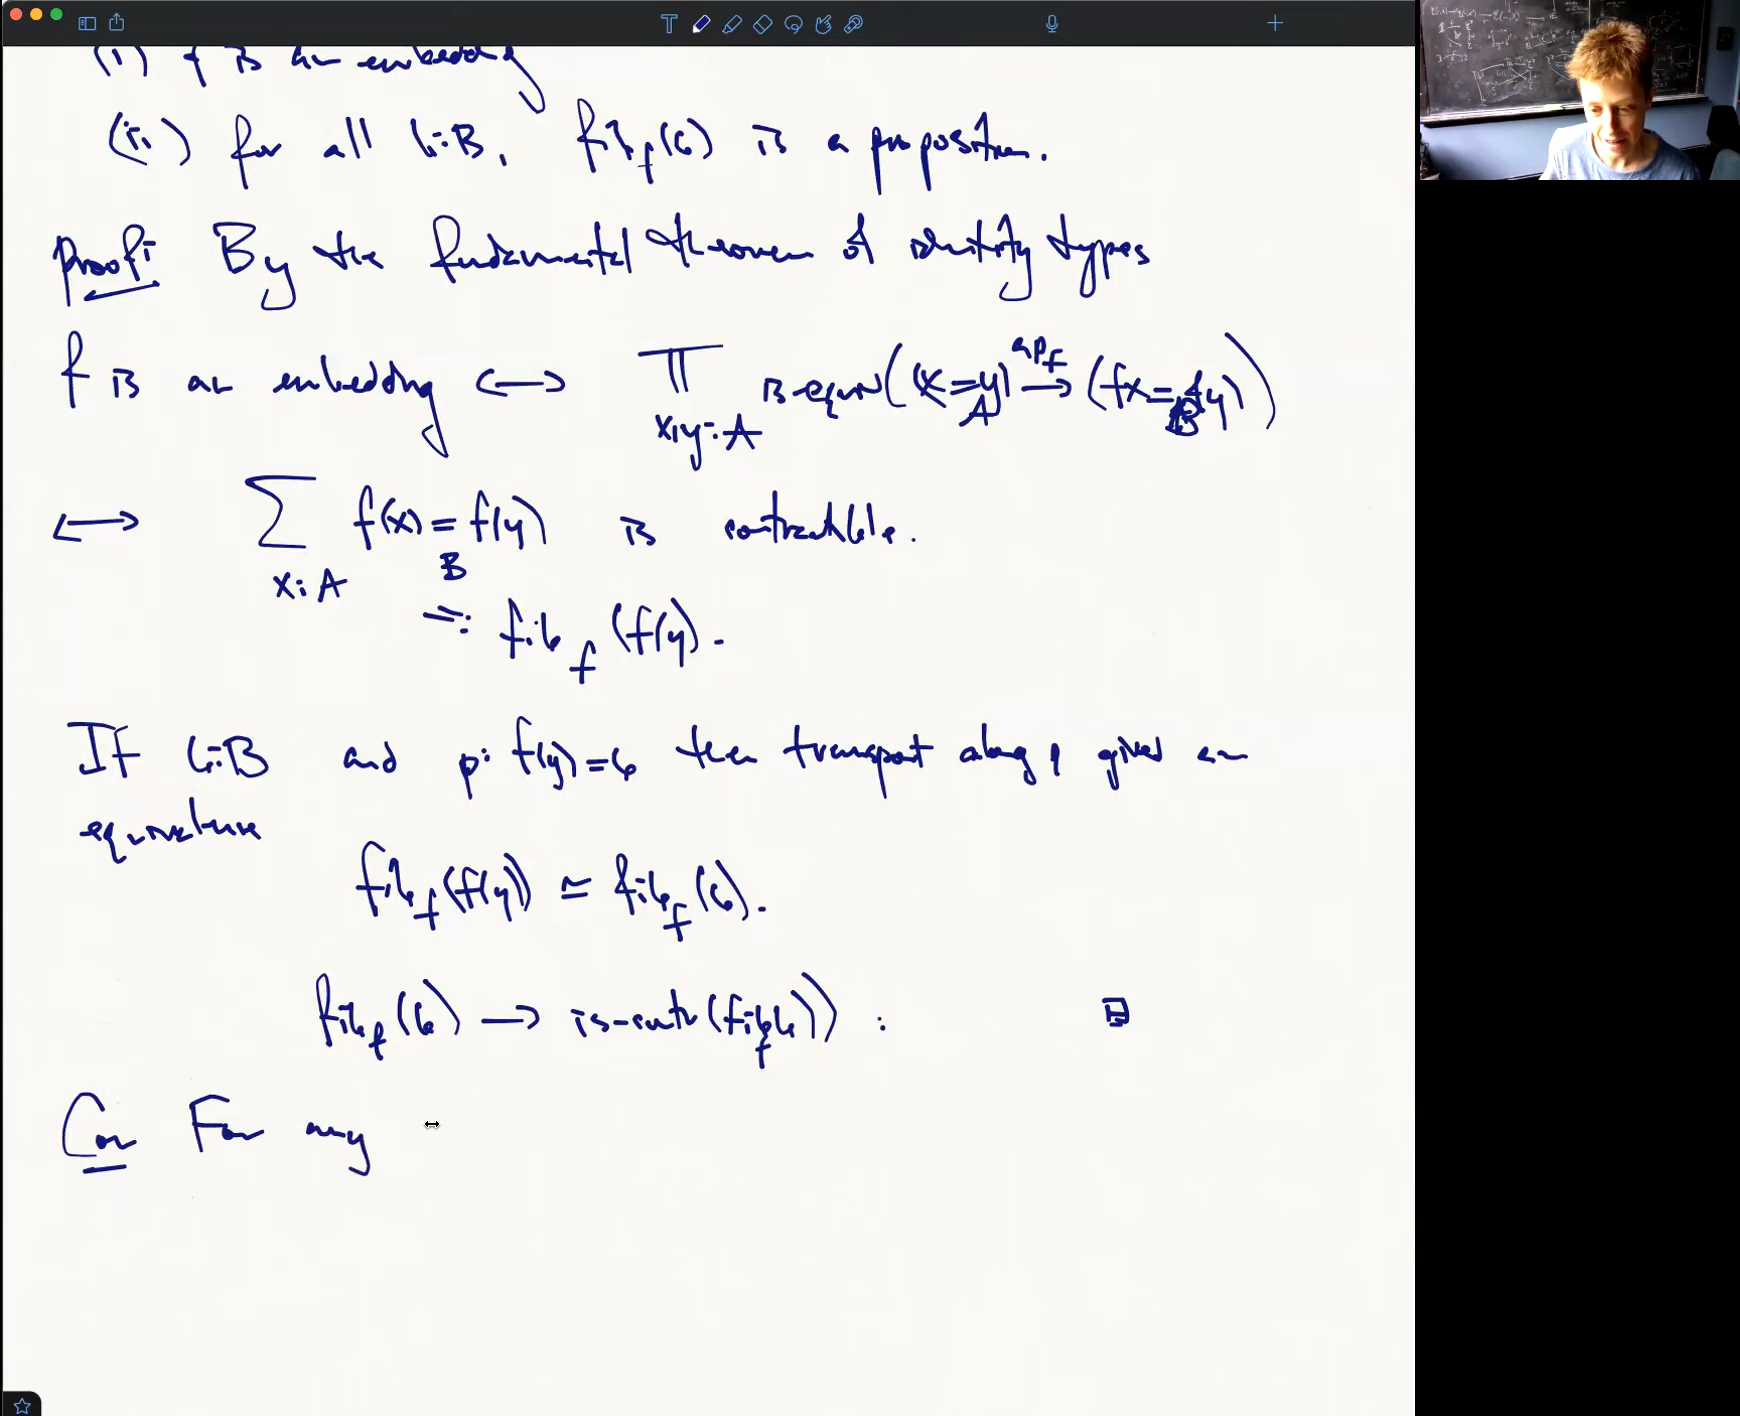 (i) f is an embedding
(ii) for all b:B, fib_f(b) is a proposition.
Proof: By the fundamental theorem of identity types
f is an embedding ⟷ ∏_{x,y:A} is-equiv((x =_A y) →^{ap_f} (fx =_B fy))
⟷ ∑_{x:A} f(x) =_B f(y) is contractible.
≕ fib_f(f(y).
If b:B and p: f(y)=b then transport along p gives an
equivalence
fib_f(f(y)) ≃ fib_f(b).
fib_f(b) → is-contr(fib_f b)) :
Cor For any